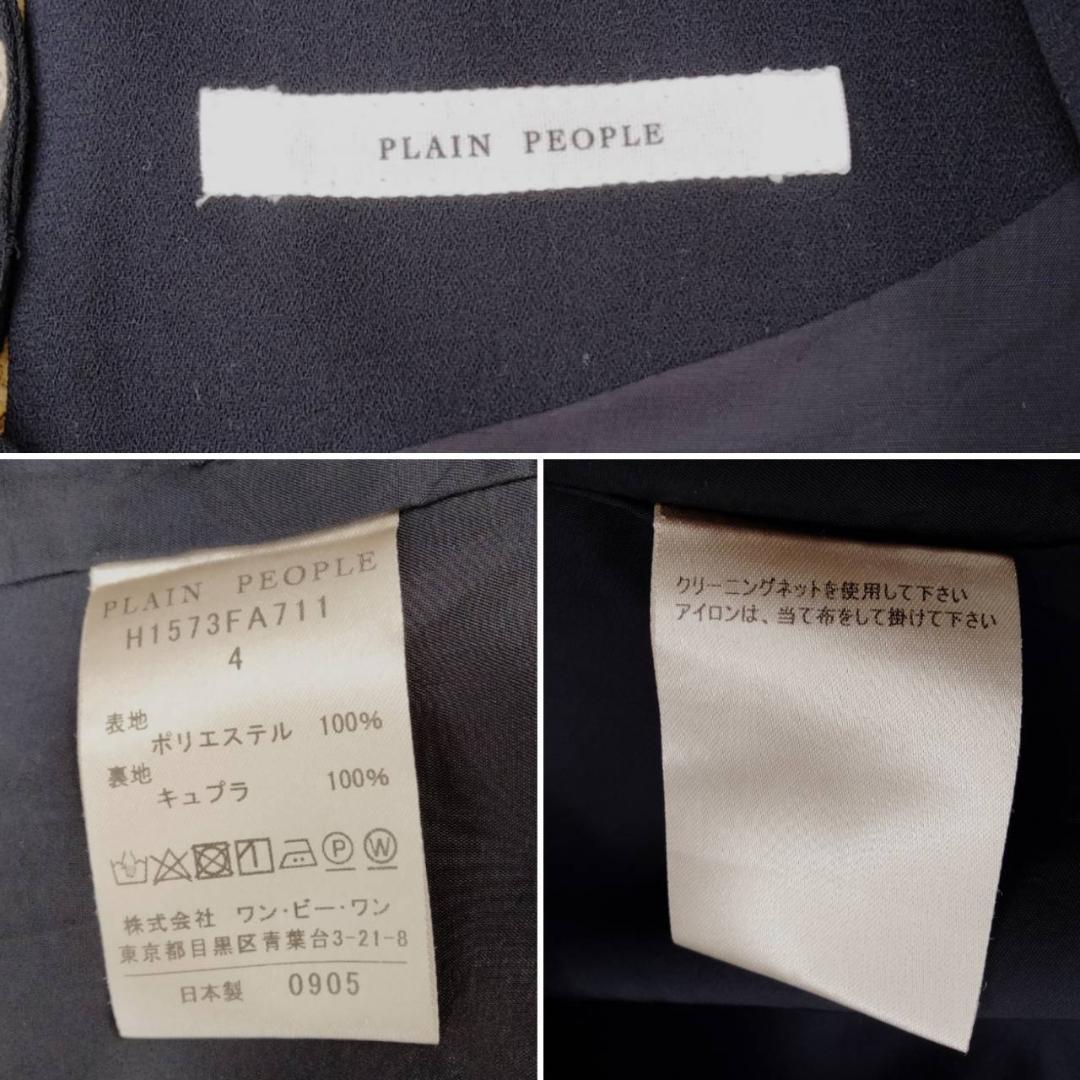 PLAIN PEOPLE
PLAIN PEOPLE
H1573FA711
4
表地
ポリエステル 100%
裏地
キュプラ 100%
P W
株式会社 ワン・ビー・ワン
東京都目黒区青葉台3-21-8
日本製 0905
クリーニングネットを使用して下さい
アイロンは、当て布をして掛けて下さい